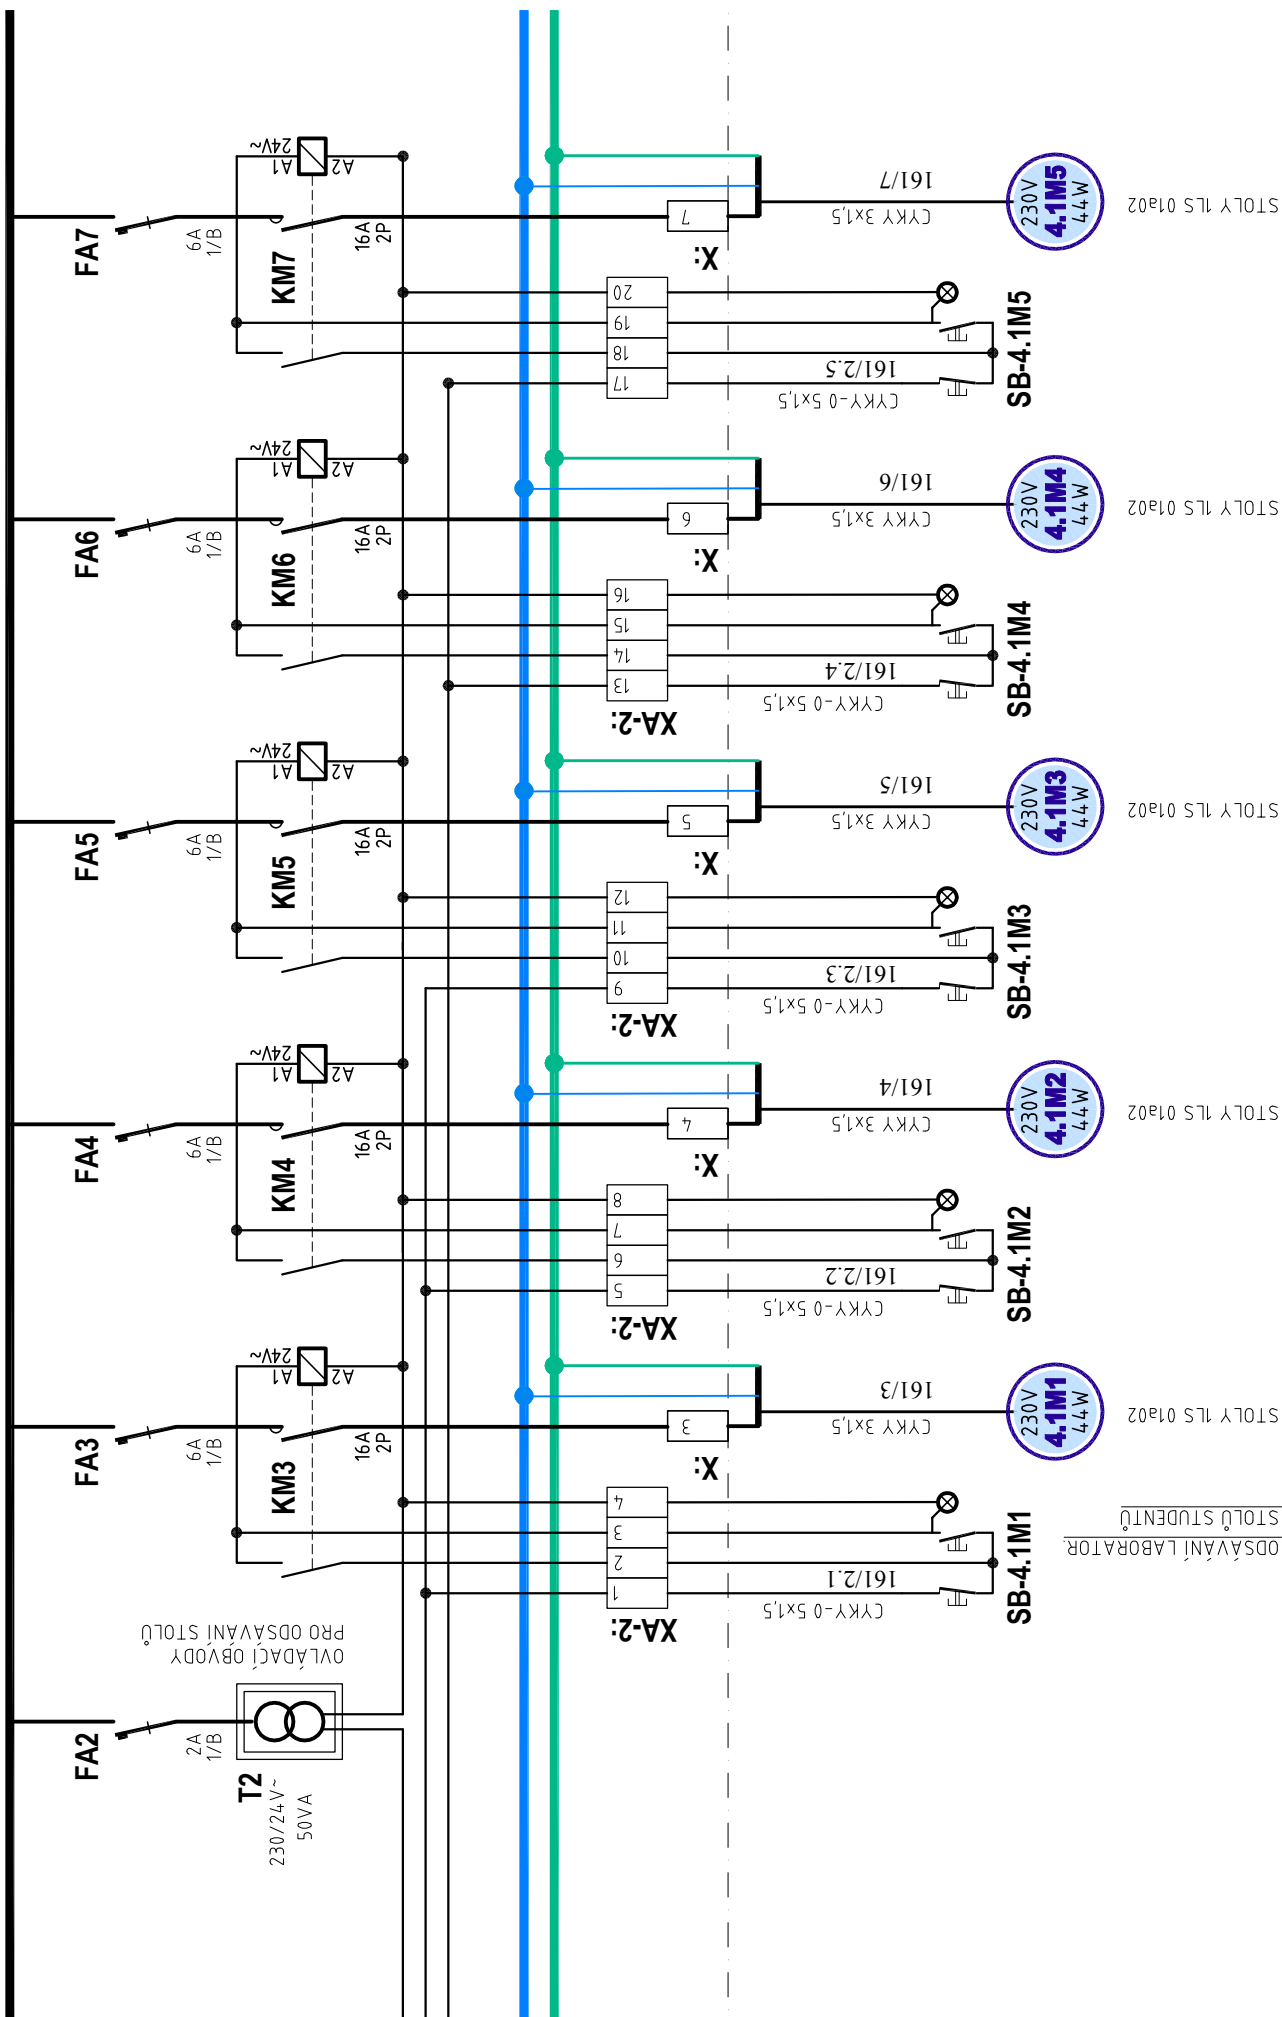 FA7
6A
1/B
KM7
A1
24V~
A2
16A
2P
X:
7
161/7
CYKY 3x1,5
230V
4.1M5
44W
STOLY 1LS 01a02
20
19
18
17
161/2.5
CYKY-O 5x1,5
SB-4.1M5
FA6
6A
1/B
KM6
A1
24V~
A2
16A
2P
X:
6
161/6
CYKY 3x1,5
230V
4.1M4
44W
STOLY 1LS 01a02
16
15
14
13
XA-2:
161/2.4
CYKY-O 5x1,5
SB-4.1M4
FA5
6A
1/B
KM5
A1
24V~
A2
16A
2P
X:
5
161/5
CYKY 3x1,5
230V
4.1M3
44W
STOLY 1LS 01a02
12
11
10
9
XA-2:
161/2.3
CYKY-O 5x1,5
SB-4.1M3
FA4
6A
1/B
KM4
A1
24V~
A2
16A
2P
X:
4
161/4
CYKY 3x1,5
230V
4.1M2
44W
STOLY 1LS 01a02
8
7
6
5
XA-2:
161/2.2
CYKY-O 5x1,5
SB-4.1M2
FA3
6A
1/B
KM3
A1
24V~
A2
16A
2P
X:
3
161/3
CYKY 3x1,5
230V
4.1M1
44W
STOLY 1LS 01a02
4
3
2
1
XA-2:
161/2.1
CYKY-O 5x1,5
SB-4.1M1
ODSÁVÁNÍ LABORATOR.
STOLŮ STUDENTŮ
OVLÁDACÍ OBVODY
PRO ODSÁVÁNÍ STOLŮ
FA2
2A
1/B
T2
230/24V~
50VA